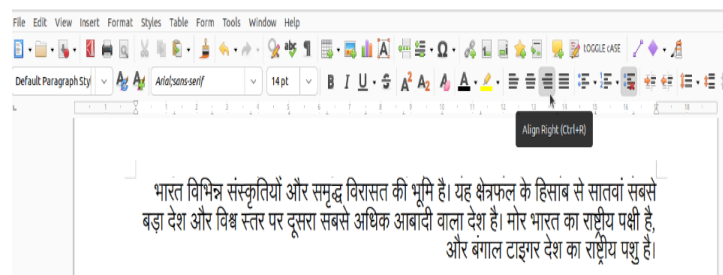 File Edit View Insert Format Styles Table Form Tools Window Help
TOGGLE cASE
Default Paragraph Styl Arial;sans-serif 14 pt
Align Right (Ctrl+R)
भारत विभिन्न संस्कृतियों और समृद्ध विरासत की भूमि है। यह क्षेत्रफल के हिसाब से सातवां सबसे
बड़ा देश और विश्व स्तर पर दूसरा सबसे अधिक आबादी वाला देश है। मोर भारत का राष्ट्रीय पक्षी है,
और बंगाल टाइगर देश का राष्ट्रीय पशु है।